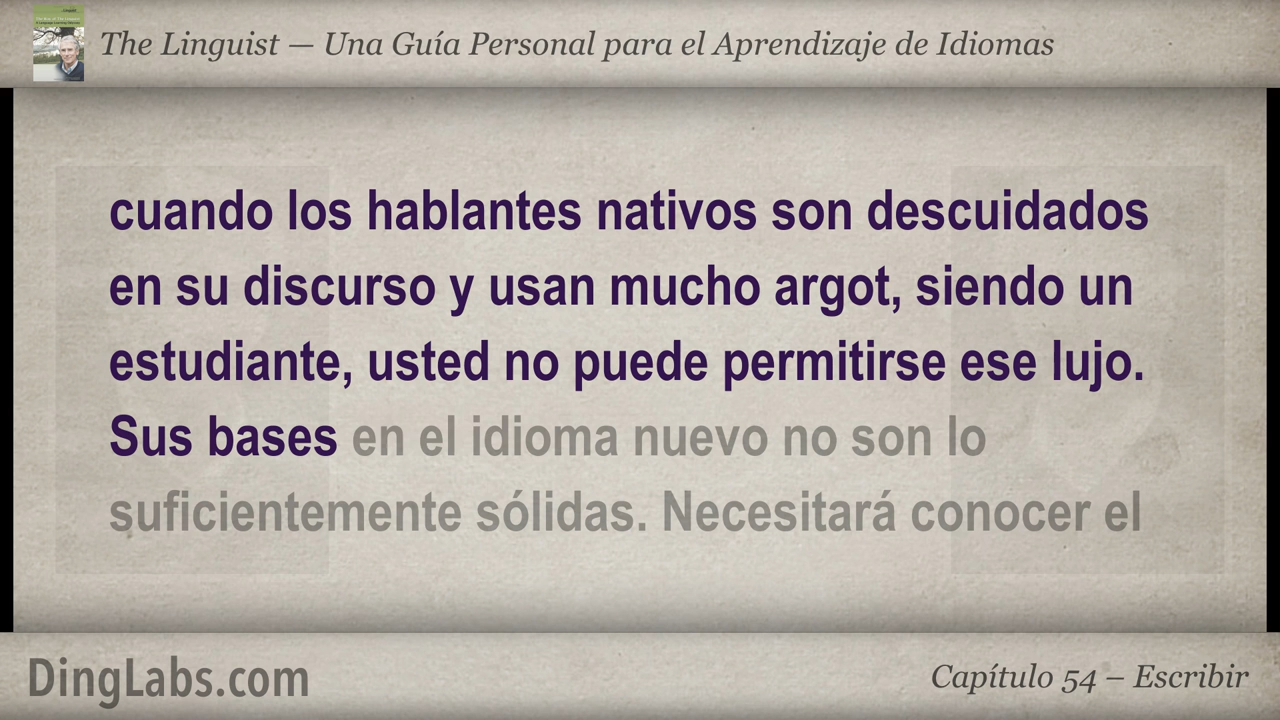 The Linguist — Una Guía Personal para el Aprendizaje de Idiomas
cuando los hablantes nativos son descuidados
en su discurso y usan mucho argot, siendo un
estudiante, usted no puede permitirse ese lujo.
Sus bases en el idioma nuevo no son lo
suficientemente sólidas. Necesitará conocer el
DingLabs.com
Capítulo 54 – Escribir